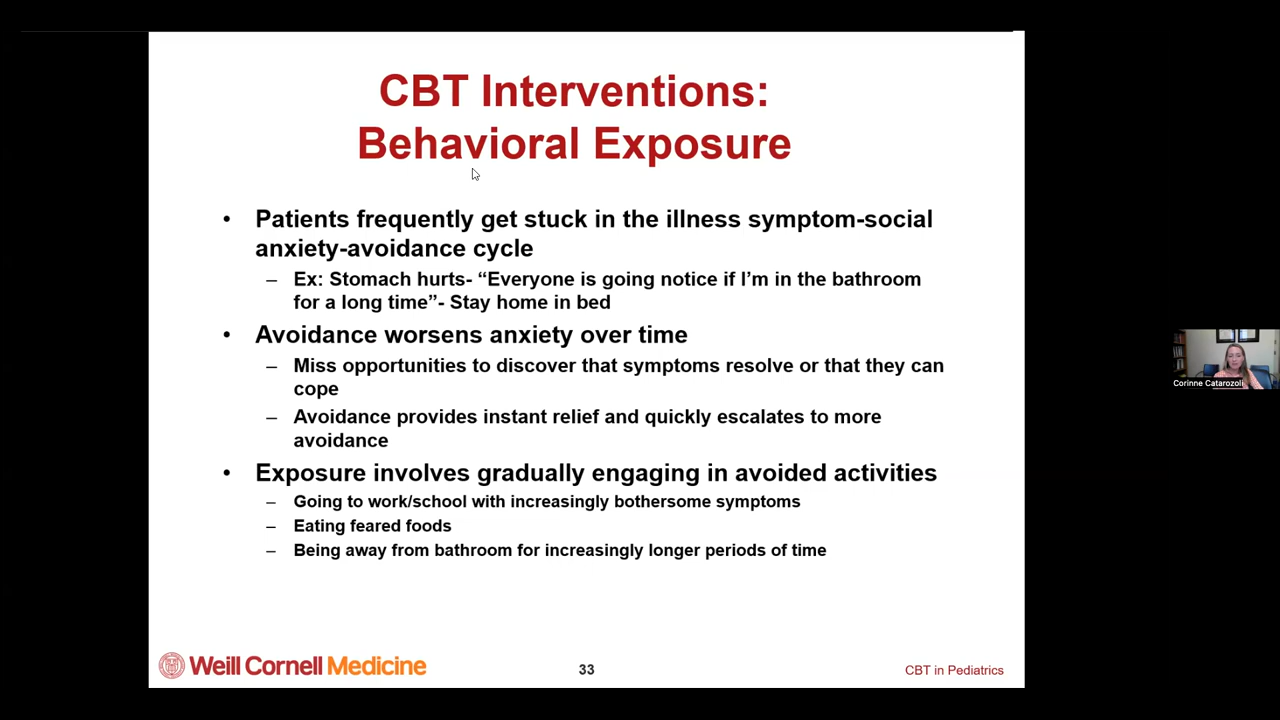 CBT Interventions:
Behavioral Exposure
• Patients frequently get stuck in the illness symptom-social
anxiety-avoidance cycle
– Ex: Stomach hurts- “Everyone is going notice if I’m in the bathroom
for a long time”- Stay home in bed
• Avoidance worsens anxiety over time
– Miss opportunities to discover that symptoms resolve or that they can
cope
– Avoidance provides instant relief and quickly escalates to more
avoidance
• Exposure involves gradually engaging in avoided activities
– Going to work/school with increasingly bothersome symptoms
– Eating feared foods
– Being away from bathroom for increasingly longer periods of time
Weill Cornell Medicine
33
CBT in Pediatrics
Corinne Catarozoli